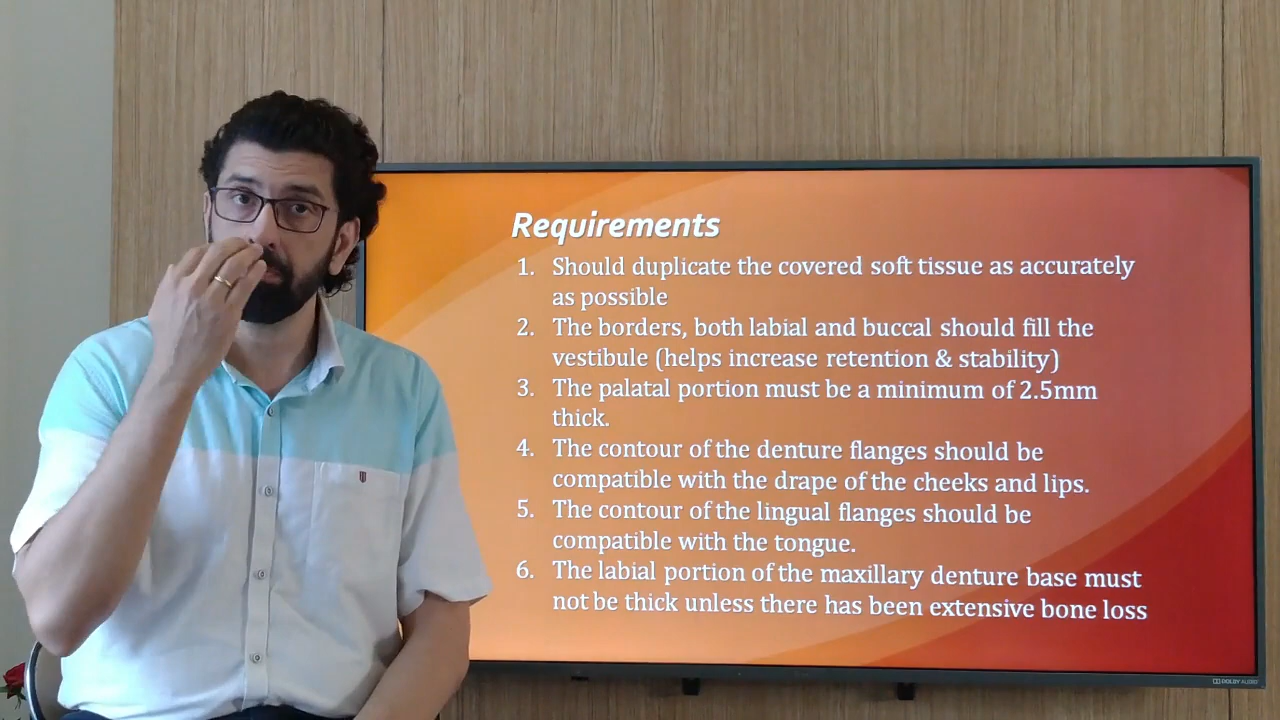 Requirements
1. Should duplicate the covered soft tissue as accurately
as possible
2. The borders, both labial and buccal should fill the
vestibule (helps increase retention & stability)
3. The palatal portion must be a minimum of 2.5mm
thick.
4. The contour of the denture flanges should be
compatible with the drape of the cheeks and lips.
5. The contour of the lingual flanges should be
compatible with the tongue.
6. The labial portion of the maxillary denture base must
not be thick unless there has been extensive bone loss
DOLBY AUDIO